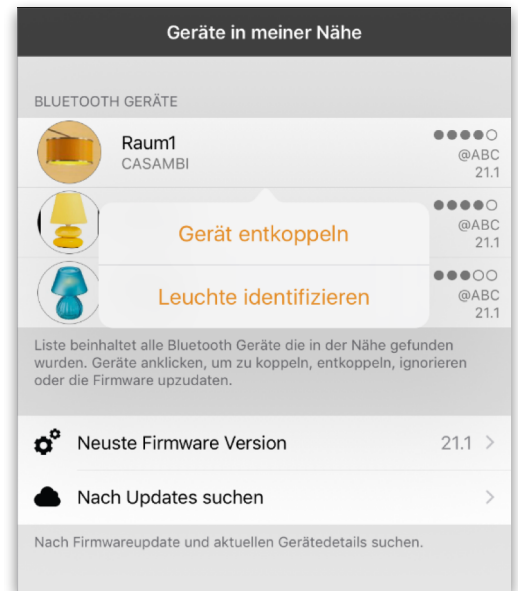 Geräte in meiner Nähe
BLUETOOTH GERÄTE
Raum1
CASAMBI
●●●●○
@ABC
21.1
●●●●○
@ABC
21.1
Gerät entkoppeln
Leuchte identifizieren
●●●○○
@ABC
21.1
Liste beinhaltet alle Bluetooth Geräte die in der Nähe gefunden
wurden. Geräte anklicken, um zu koppeln, entkoppeln, ignorieren
oder die Firmware upzudaten.
Neuste Firmware Version 21.1 >
Nach Updates suchen >
Nach Firmwareupdate und aktuellen Gerätedetails suchen.